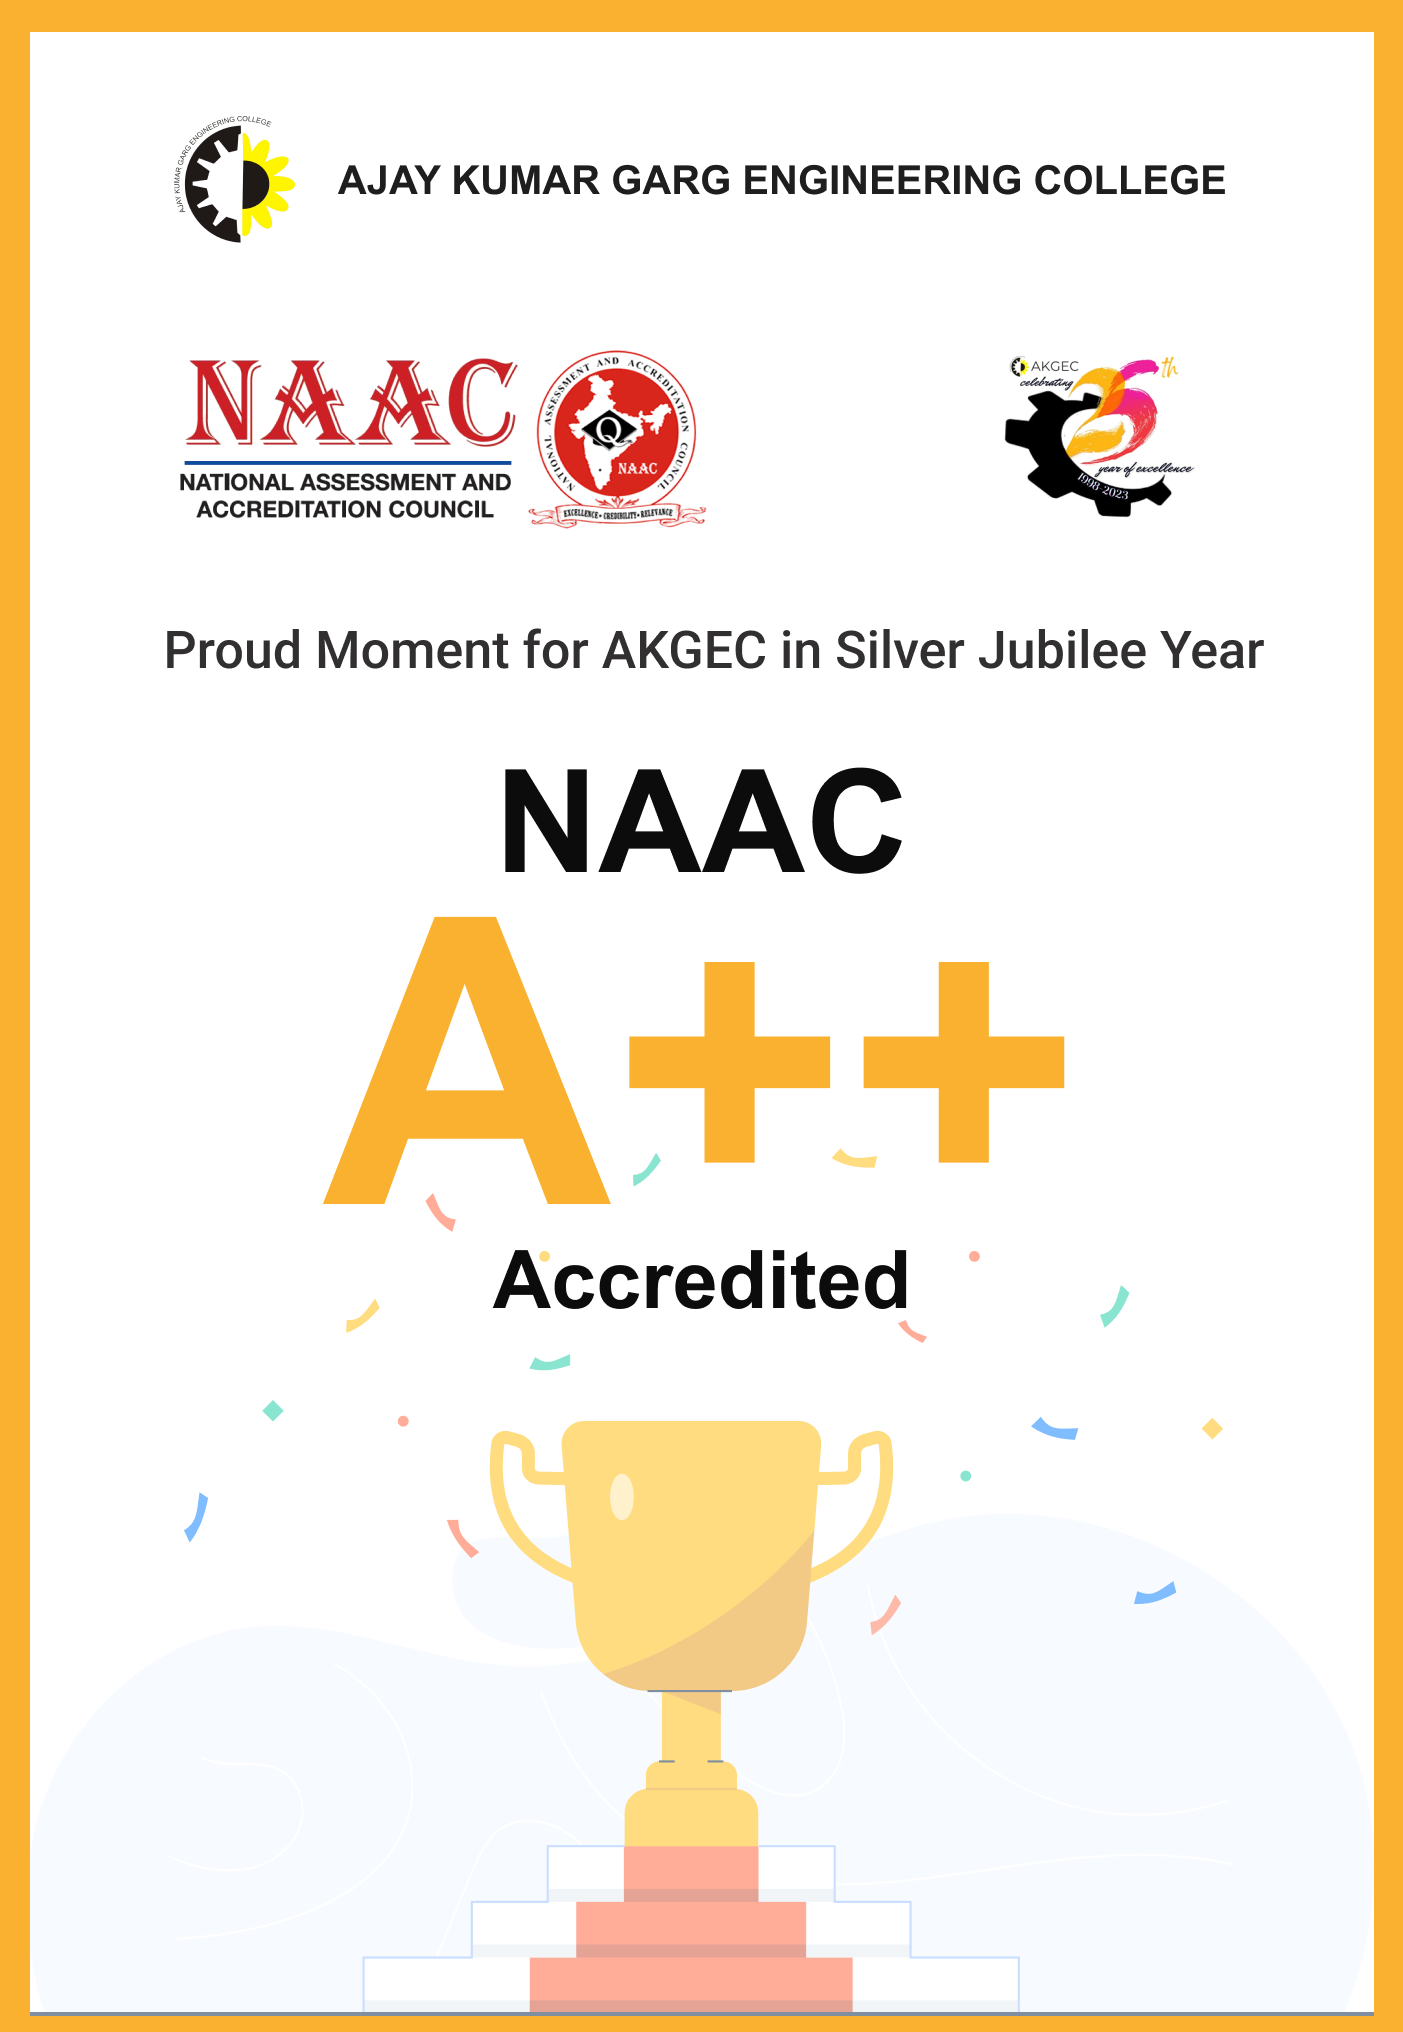 AJAY KUMAR GARG ENGINEERING COLLEGE
AJAY KUMAR GARG ENGINEERING COLLEGE
NAAC
NATIONAL ASSESSMENT AND
ACCREDITATION COUNCIL
NATIONAL ASSESSMENT AND ACCREDITATION COUNCIL
Q
NAAC
EXCELLENCE • CREDIBILITY • RELEVANCE
AKGEC
celebrating
25th
year of excellence
1998-2023
Proud Moment for AKGEC in Silver Jubilee Year
NAAC
A++
Accredited